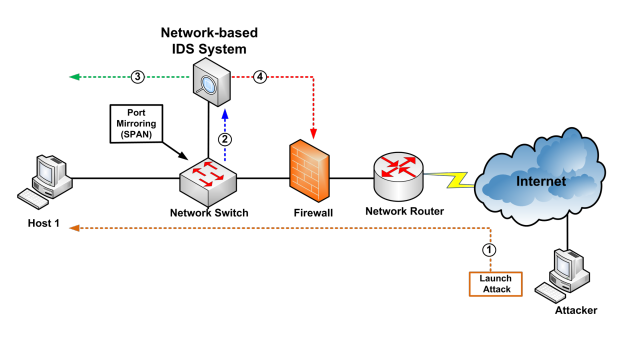 Network-based
IDS System
3
4
Port
Mirroring
(SPAN)
2
Internet
Host 1
Network Switch
Firewall
Network Router
1
Launch
Attack
Attacker